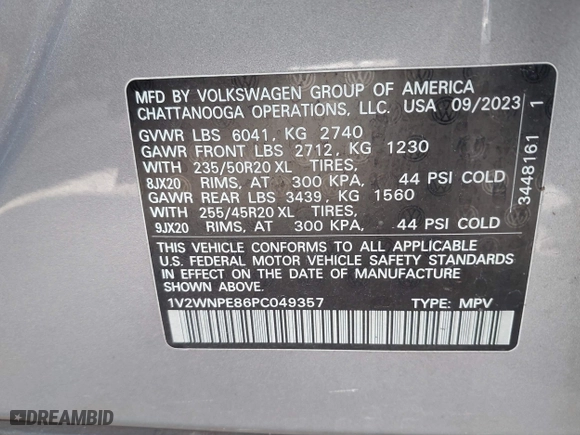 MFD BY VOLKSWAGEN GROUP OF AMERICA
CHATTANOOGA OPERATIONS, LLC. USA 09/2023
GVWR LBS 6041, KG 2740
GAWR FRONT LBS 2712, KG 1230
WITH 235/50R20 XL TIRES,
8JX20 RIMS, AT 300 KPA, 44 PSI COLD
GAWR REAR LBS 3439, KG 1560
WITH 255/45R20 XL TIRES,
9JX20 RIMS, AT 300 KPA, 44 PSI COLD
THIS VEHICLE CONFORMS TO ALL APPLICABLE
U.S. FEDERAL MOTOR VEHICLE SAFETY STANDARDS
IN EFFECT ON THE DATE OF MANUFACTURE
SHOWN ABOVE.
1V2WNPE86PC049357 TYPE: MPV
3448161 1
DREAMBID